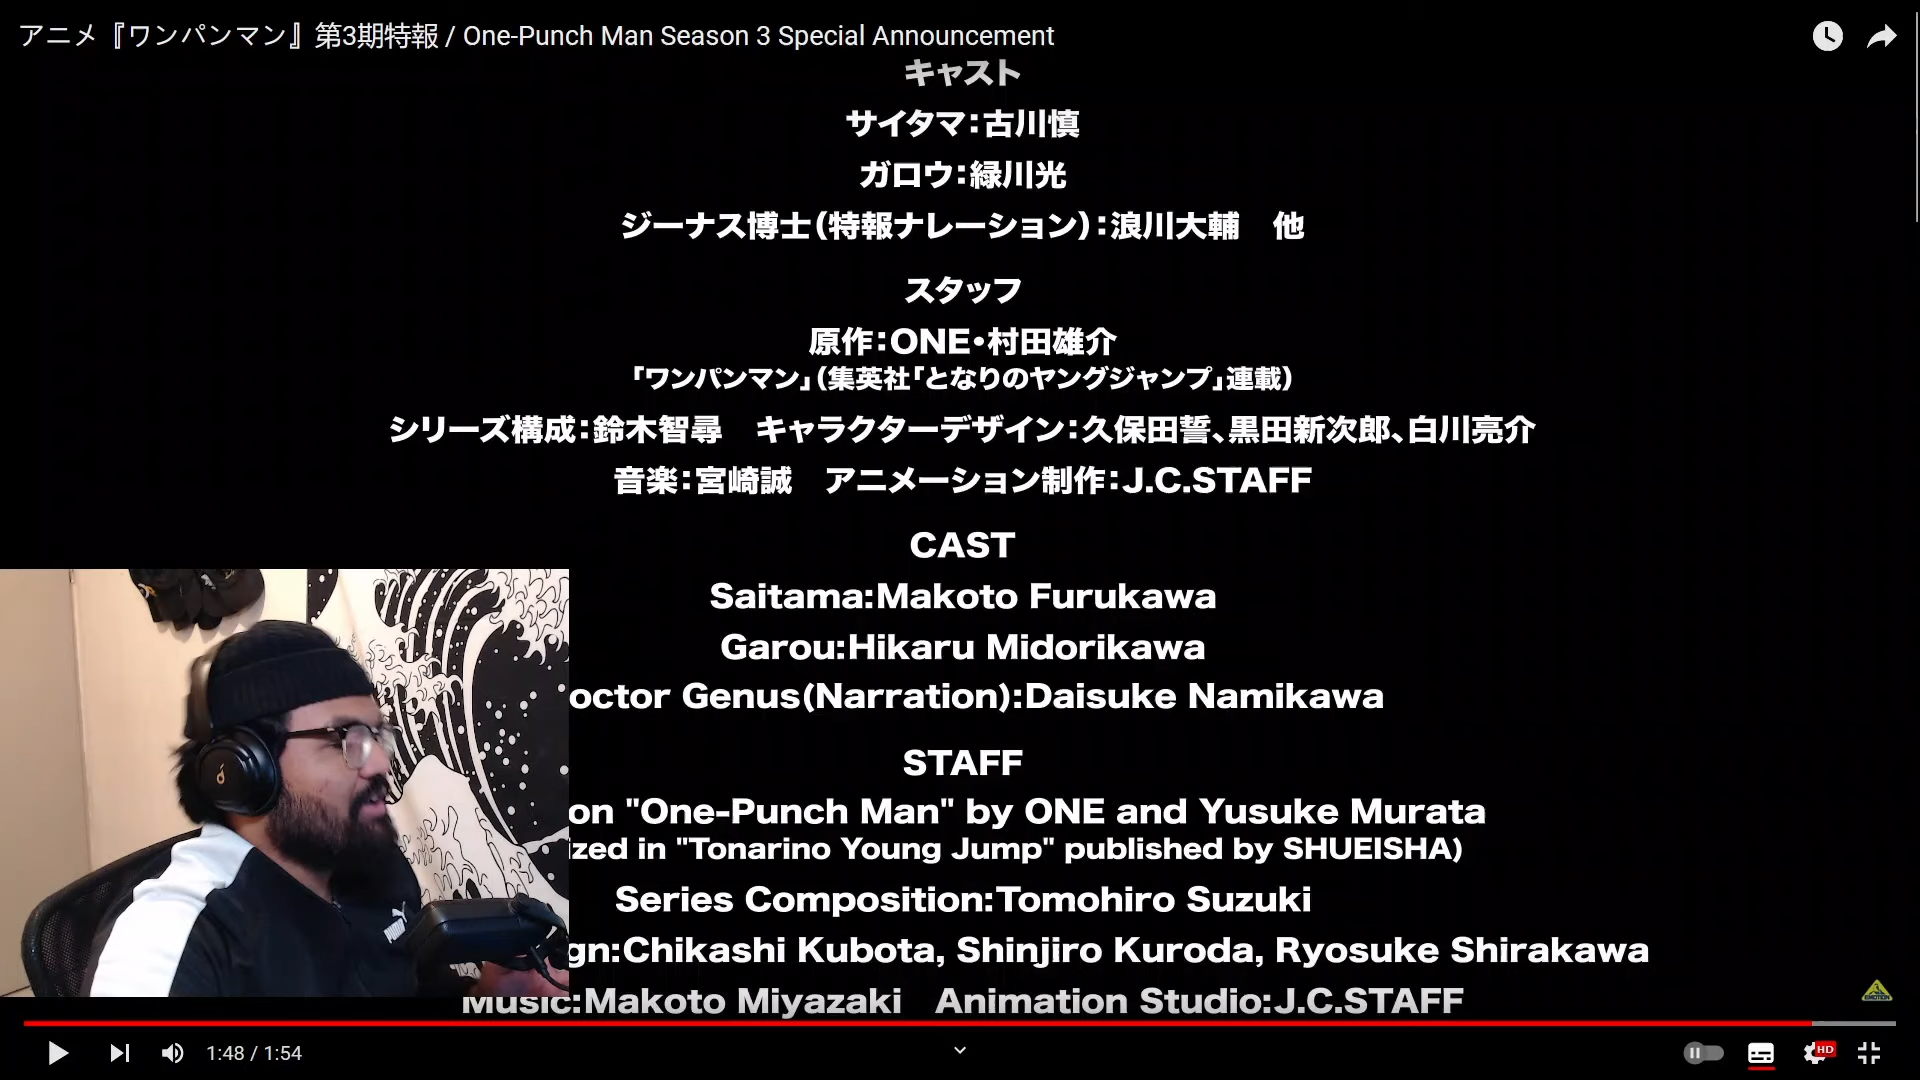 アニメ『ワンパンマン』第3期特報 / One-Punch Man Season 3 Special Announcement
キャスト
サイタマ：古川慎
ガロウ：緑川光
ジーナス博士（特報ナレーション）：浪川大輔　他
スタッフ
原作：ONE・村田雄介
「ワンパンマン」（集英社「となりのヤングジャンプ」連載）
シリーズ構成：鈴木智尋　キャラクターデザイン：久保田誓、黒田新次郎、白川亮介
音楽：宮崎誠　アニメーション制作：J.C.STAFF
CAST
Saitama:Makoto Furukawa
Garou:Hikaru Midorikawa
octor Genus(Narration):Daisuke Namikawa
STAFF
on "One-Punch Man" by ONE and Yusuke Murata
ized in "Tonarino Young Jump" published by SHUEISHA)
Series Composition:Tomohiro Suzuki
gn:Chikashi Kubota, Shinjiro Kuroda, Ryosuke Shirakawa
Music:Makoto Miyazaki　Animation Studio:J.C.STAFF
1:48 / 1:54
HD